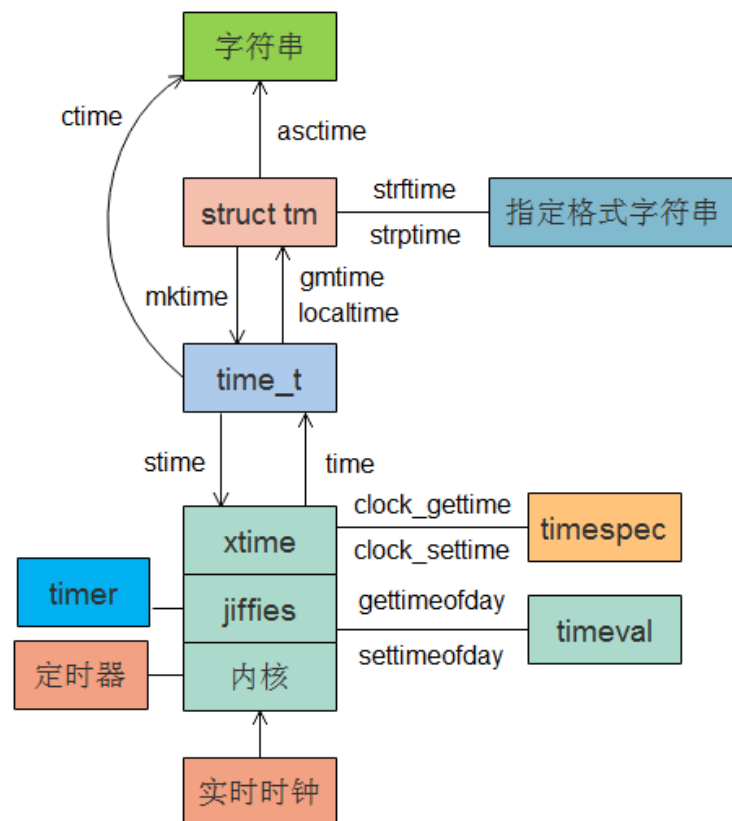 字符串
ctime
asctime
struct tm
strftime
strptime
指定格式字符串
mktime
gmtime
localtime
time_t
stime
time
xtime
clock_gettime
clock_settime
timespec
timer
jiffies
gettimeofday
settimeofday
timeval
定时器
内核
实时时钟